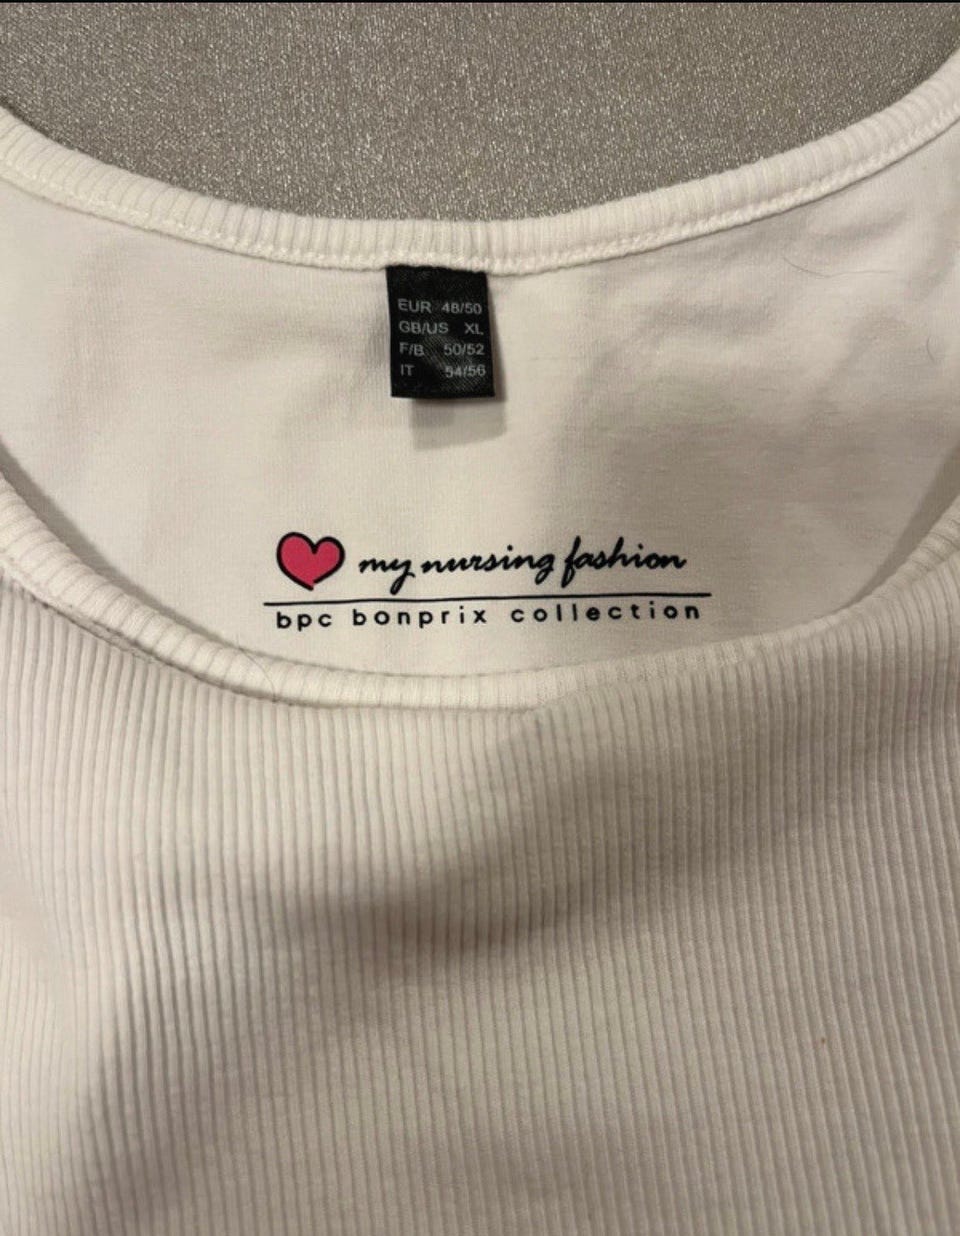 EUR 48/50
GB/US XL
F/B 50/52
IT 54/56
my nursing fashion
bpc bonprix collection